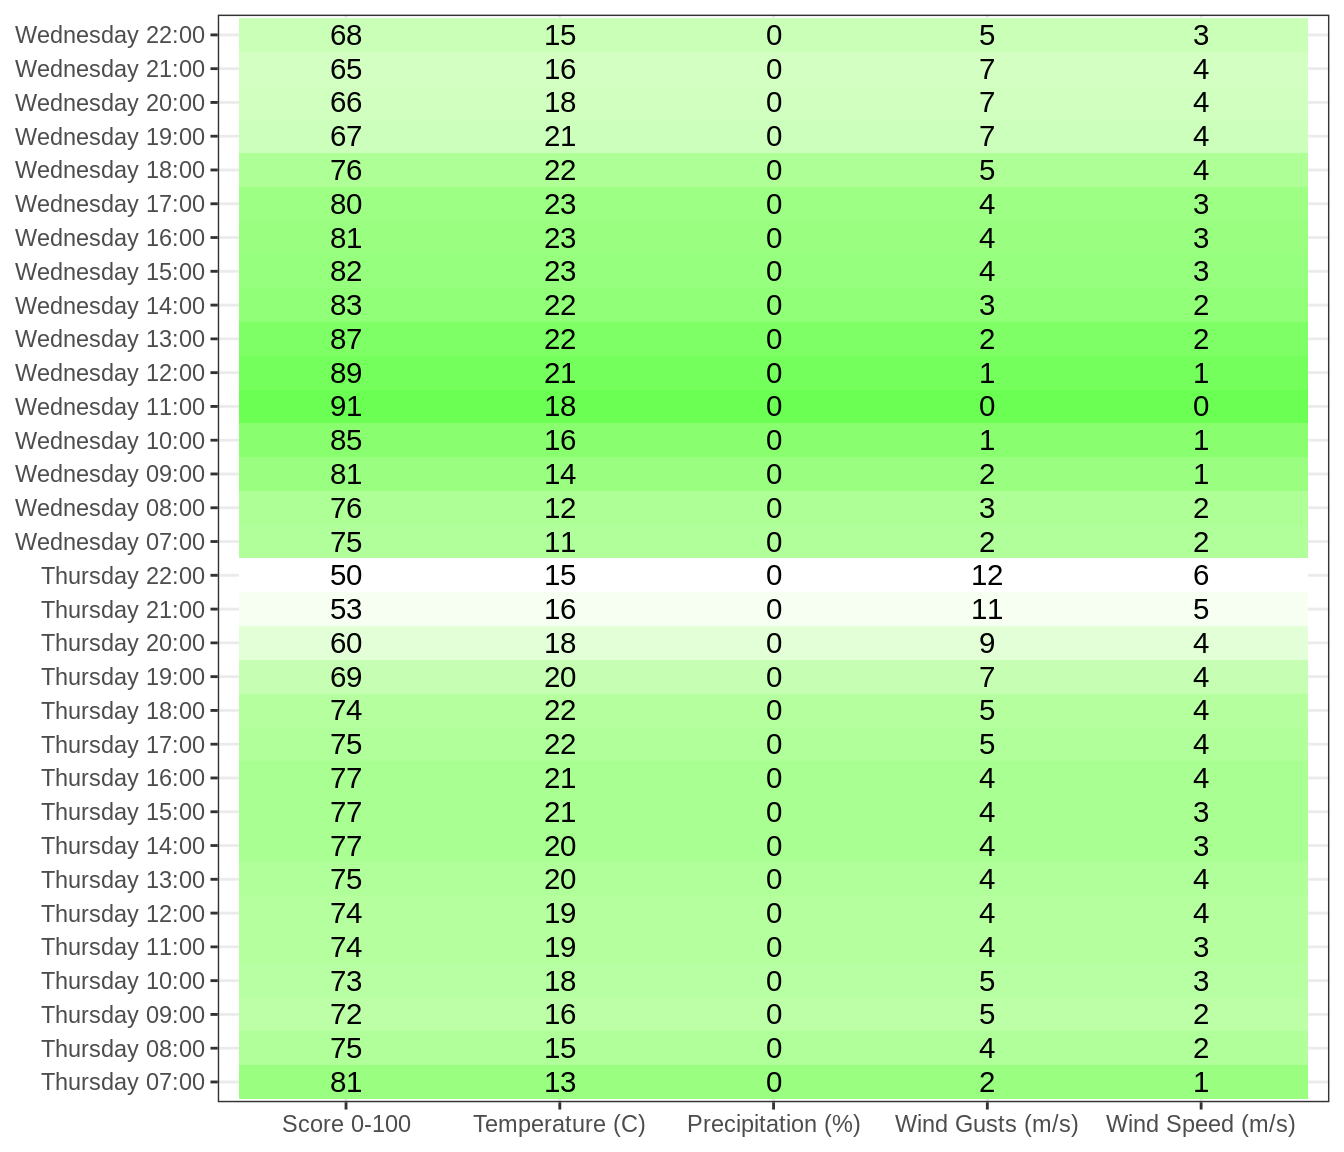 Wednesday 22:00 68 15 0 5 3
Wednesday 21:00 65 16 0 7 4
Wednesday 20:00 66 18 0 7 4
Wednesday 19:00 67 21 0 7 4
Wednesday 18:00 76 22 0 5 4
Wednesday 17:00 80 23 0 4 3
Wednesday 16:00 81 23 0 4 3
Wednesday 15:00 82 23 0 4 3
Wednesday 14:00 83 22 0 3 2
Wednesday 13:00 87 22 0 2 2
Wednesday 12:00 89 21 0 1 1
Wednesday 11:00 91 18 0 0 0
Wednesday 10:00 85 16 0 1 1
Wednesday 09:00 81 14 0 2 1
Wednesday 08:00 76 12 0 3 2
Wednesday 07:00 75 11 0 2 2
Thursday 22:00 50 15 0 12 6
Thursday 21:00 53 16 0 11 5
Thursday 20:00 60 18 0 9 4
Thursday 19:00 69 20 0 7 4
Thursday 18:00 74 22 0 5 4
Thursday 17:00 75 22 0 5 4
Thursday 16:00 77 21 0 4 4
Thursday 15:00 77 21 0 4 3
Thursday 14:00 77 20 0 4 3
Thursday 13:00 75 20 0 4 4
Thursday 12:00 74 19 0 4 4
Thursday 11:00 74 19 0 4 3
Thursday 10:00 73 18 0 5 3
Thursday 09:00 72 16 0 5 2
Thursday 08:00 75 15 0 4 2
Thursday 07:00 81 13 0 2 1
Score 0-100 Temperature (C) Precipitation (%) Wind Gusts (m/s) Wind Speed (m/s)